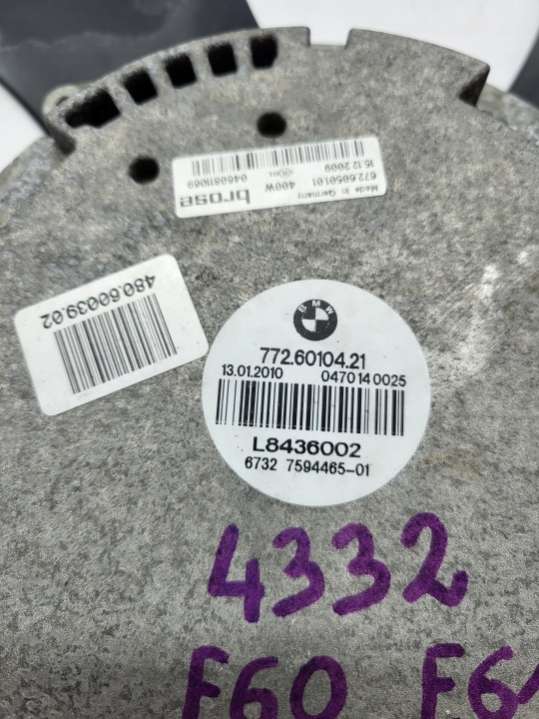 15.12.2009 Made in Germany
672.60501.01
400W
046081069 brose
480.60039.02
BMW
772.60104.21
13.01.2010 0470140025
L8436002
6732 7594465-01
4332
F60